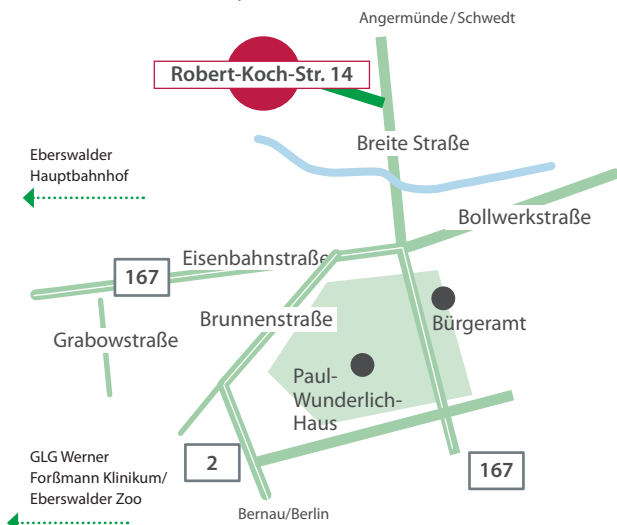 Angermünde/Schwedt
Robert-Koch-Str. 14
Breite Straße
Eberswalder
Hauptbahnhof
Bollwerkstraße
Eisenbahnstraße
167
Brunnenstraße
Bürgeramt
Grabowstraße
Paul-
Wunderlich-
Haus
GLG Werner
Forßmann Klinikum/
Eberswalder Zoo
2
167
Bernau/Berlin